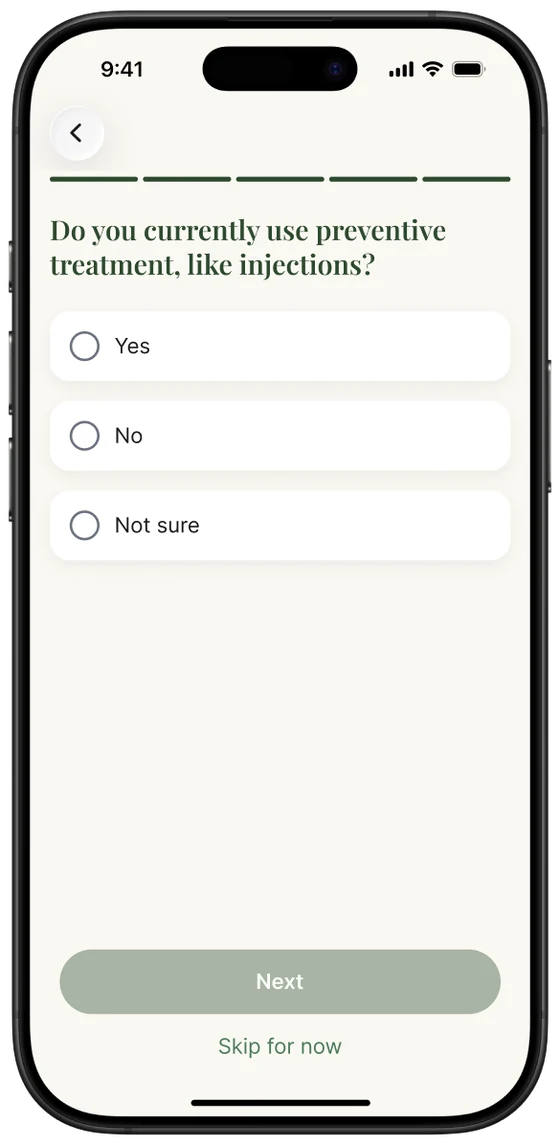 9:41
Do you currently use preventive
treatment, like injections?
Yes
No
Not sure
Next
Skip for now